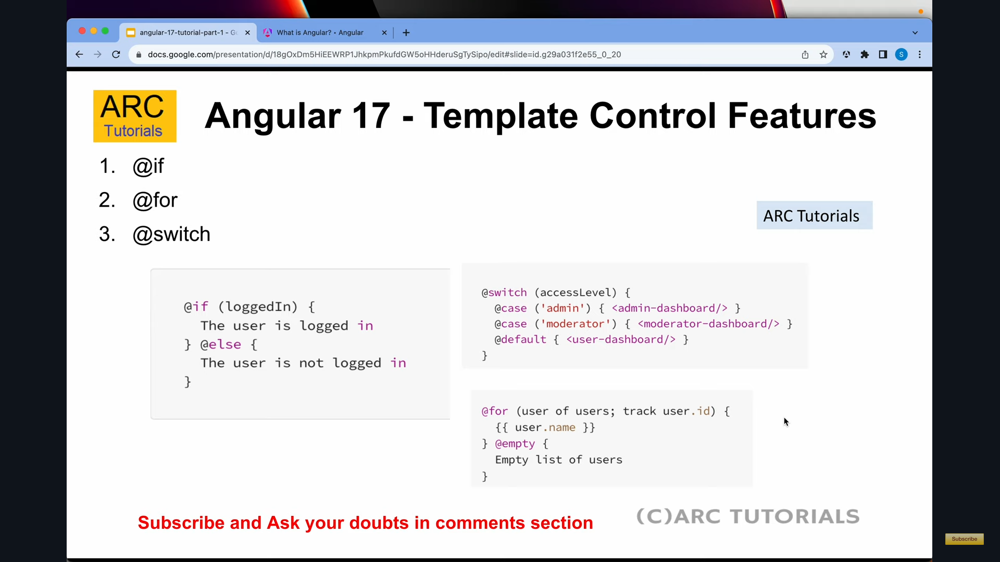 angular-17-tutorial-part-1 - Go
What is Angular? • Angular
docs.google.com/presentation/d/18gOxDm5HiEEWRP1JhkpmPkufdGW5oHHderuSgTySipo/edit#slide=id.g29a031f2e55_0_20
S
ARC
Tutorials
Angular 17 - Template Control Features
1. @if
2. @for
3. @switch
ARC Tutorials
@if (loggedIn) {
The user is logged in
} @else {
The user is not logged in
}
@switch (accessLevel) {
@case ('admin') { <admin-dashboard/> }
@case ('moderator') { <moderator-dashboard/> }
@default { <user-dashboard/> }
}
@for (user of users; track user.id) {
{{ user.name }}
} @empty {
Empty list of users
}
Subscribe and Ask your doubts in comments section
(C)ARC TUTORIALS
Subscribe